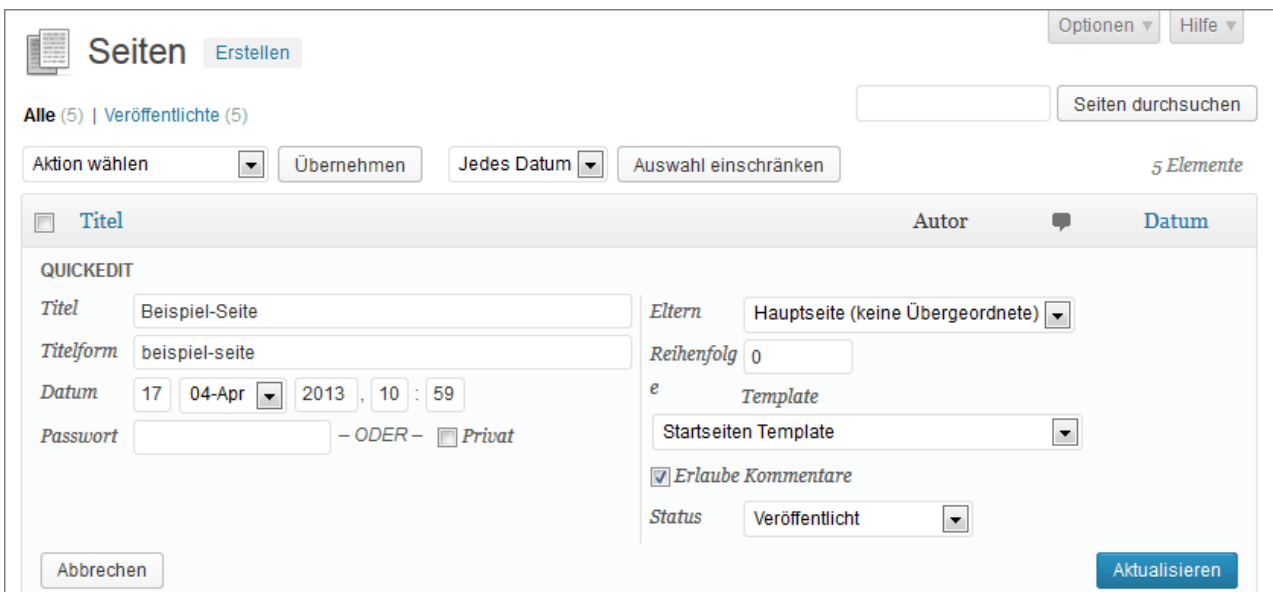 Optionen Hilfe
Seiten Erstellen
Alle (5) | Veröffentlichte (5) Seiten durchsuchen
Aktion wählen Übernehmen Jedes Datum Auswahl einschränken 5 Elemente
Titel Autor Datum
QUICKEDIT
Titel Beispiel-Seite Eltern Hauptseite (keine Übergeordnete)
Titelform beispiel-seite Reihenfolg 0
Datum 17 04-Apr 2013 , 10 : 59 e Template
Passwort – ODER – Privat Startseiten Template
Erlaube Kommentare
Status Veröffentlicht
Abbrechen Aktualisieren